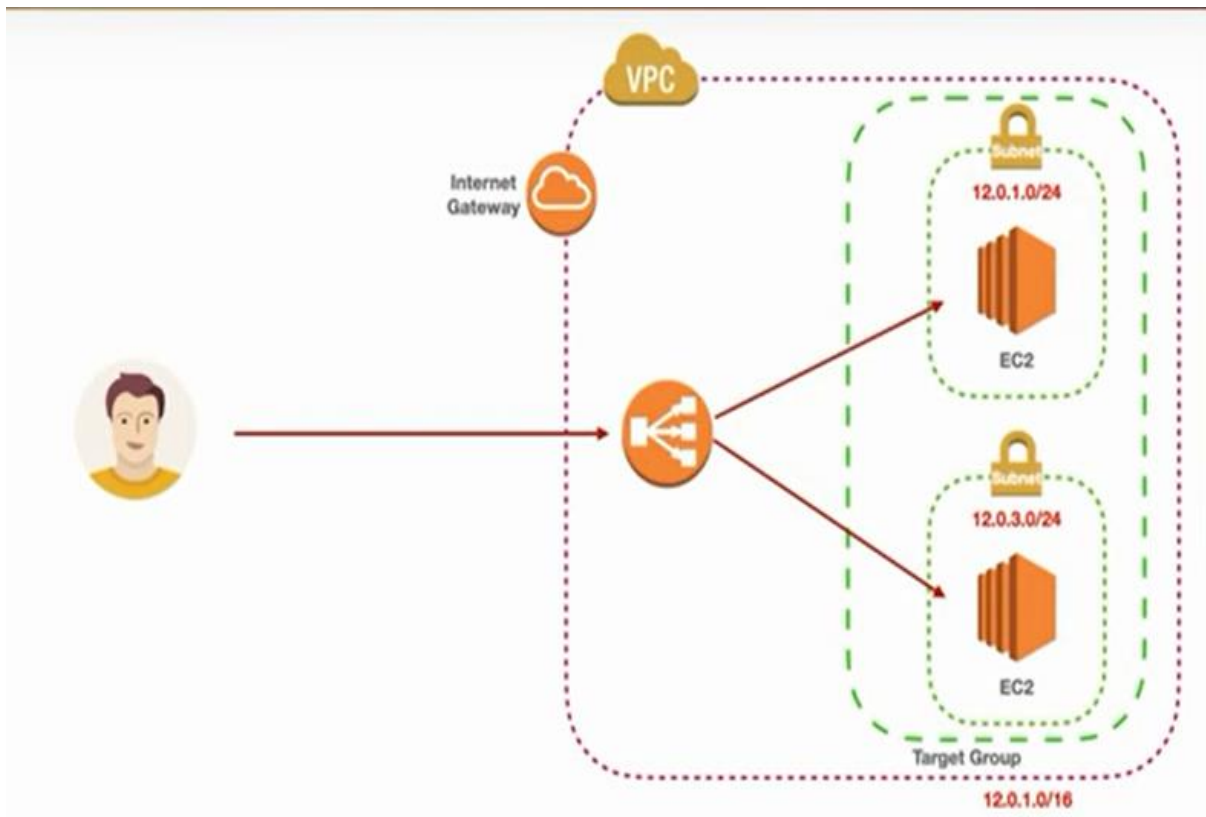 VPC
Internet
Gateway
Subnet
12.0.1.0/24
EC2
Subnet
12.0.3.0/24
EC2
Target Group
12.0.1.0/16